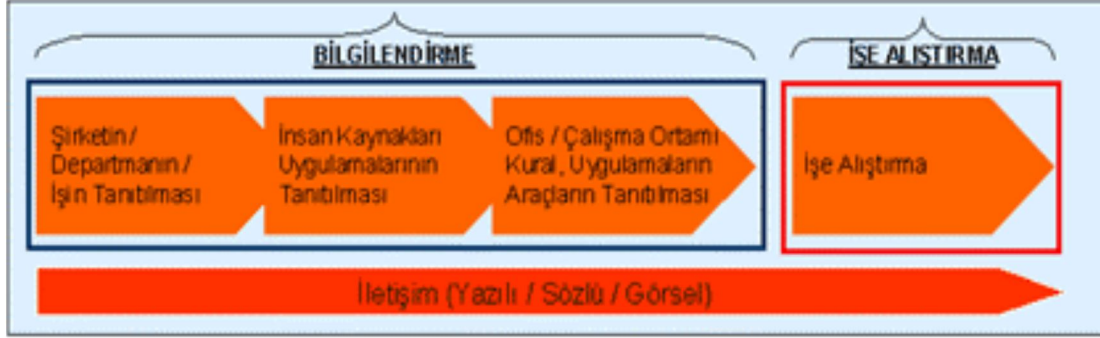 BİLGİLENDİRME
İŞE ALIŞTIRMA
Şirketin /
Departmanın /
İşin Tanıtılması
İnsan Kaynakları
Uygulamalarının
Tanıtılması
Ofis / Çalışma Ortamı
Kural, Uygulamaların
Araçların Tanıtılması
İşe Alıştırma
İletişim (Yazılı / Sözlü / Görsel)